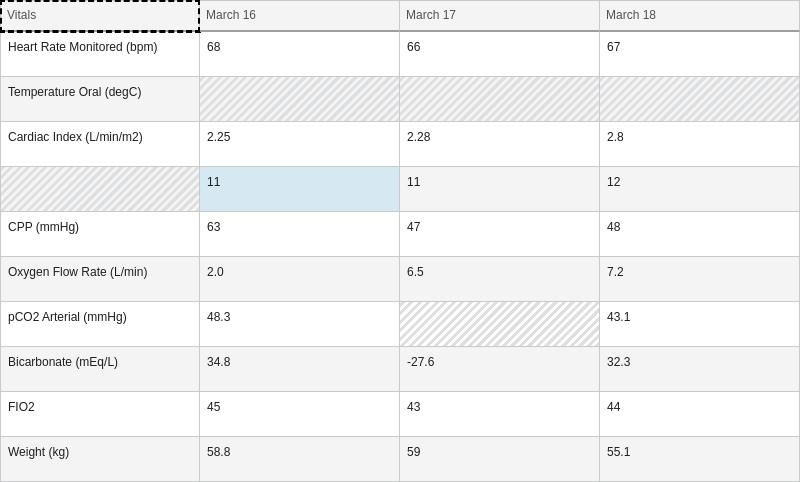 Vitals March 16 March 17 March 18
Heart Rate Monitored (bpm) 68 66 67
Temperature Oral (degC)
Cardiac Index (L/min/m2) 2.25 2.28 2.8
11 11 12
CPP (mmHg) 63 47 48
Oxygen Flow Rate (L/min) 2.0 6.5 7.2
pCO2 Arterial (mmHg) 48.3 43.1
Bicarbonate (mEq/L) 34.8 -27.6 32.3
FIO2 45 43 44
Weight (kg) 58.8 59 55.1